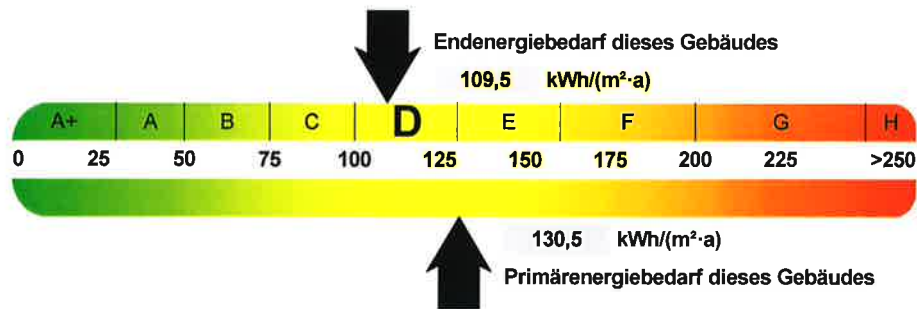 Endenergiebedarf dieses Gebäudes
109,5 kWh/(m²·a)
A+ A B C D E F G H
0 25 50 75 100 125 150 175 200 225 >250
130,5 kWh/(m²·a)
Primärenergiebedarf dieses Gebäudes